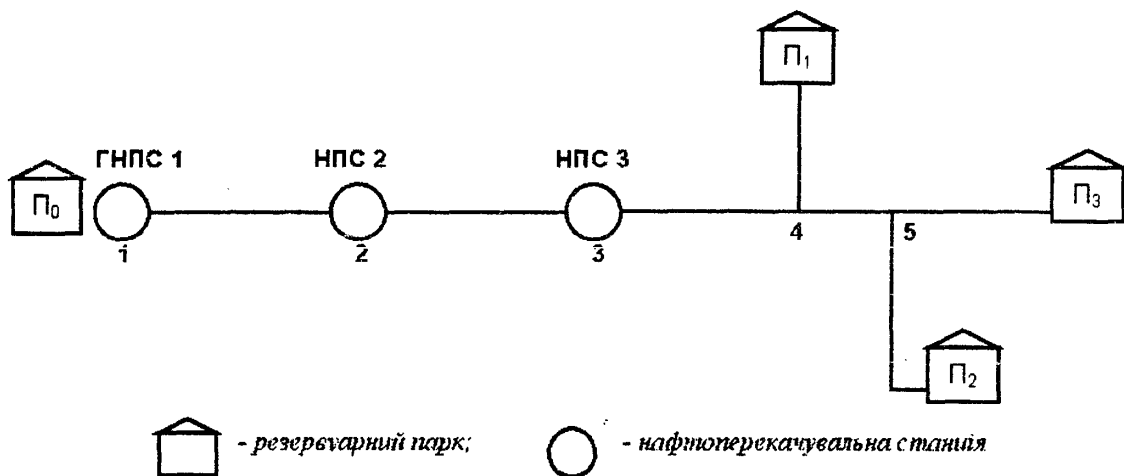 П₁
ГНПС 1 НПС 2 НПС 3
П₀ П₃
1 2 3 4 5
П₂
- резервуарний парк; - нафтоперекачувальна станція